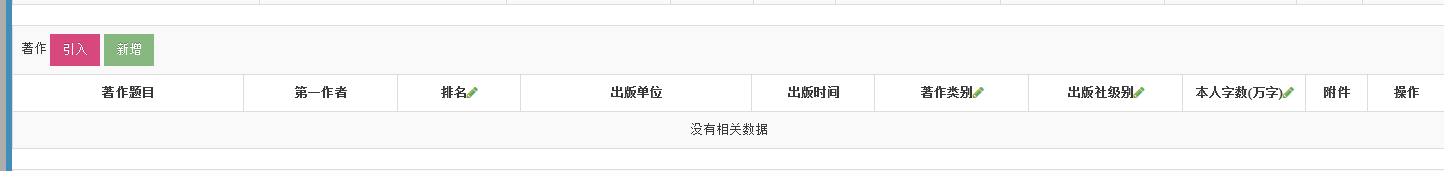 著作 引入 新增
著作题目 第一作者 排名 出版单位 出版时间 著作类别 出版社级别 本人字数(万字) 附件 操作
没有相关数据